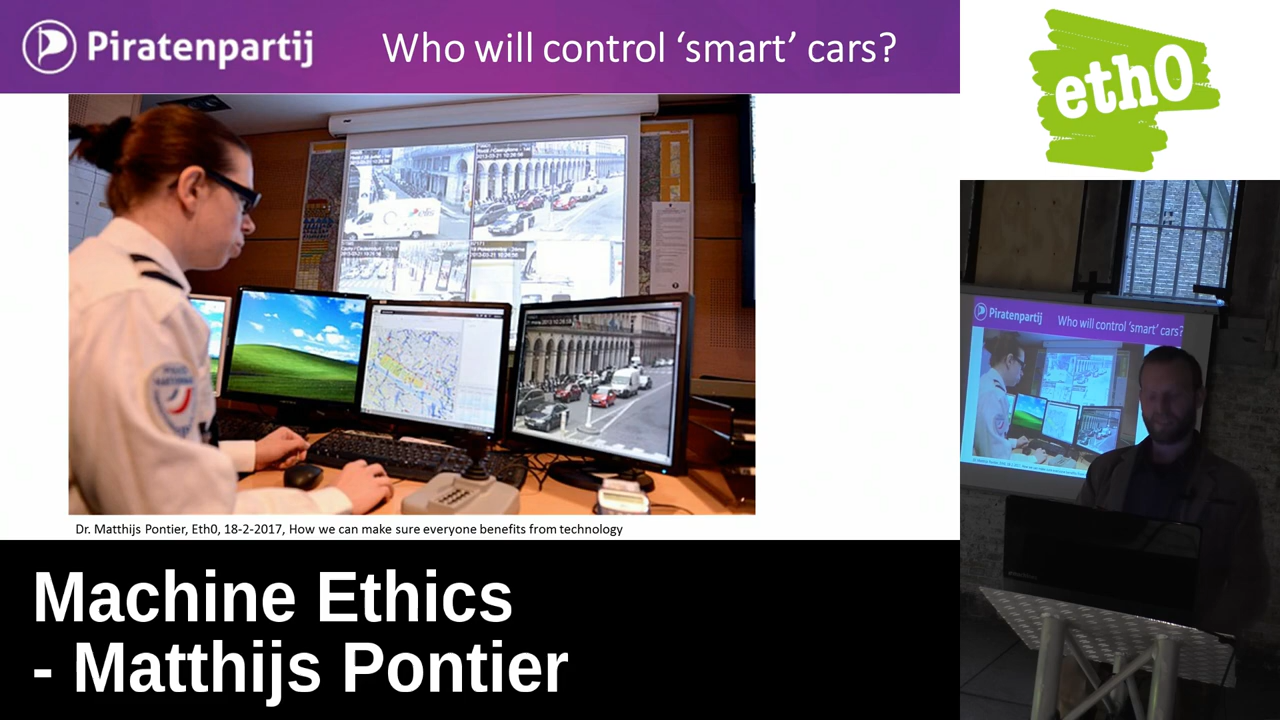 Piratenpartij
Who will control ‘smart’ cars?
eth0
Dr. Matthijs Pontier, Eth0, 18-2-2017, How we can make sure everyone benefits from technology
Piratenpartij
Who will control ‘smart’ cars?
Machine Ethics
- Matthijs Pontier